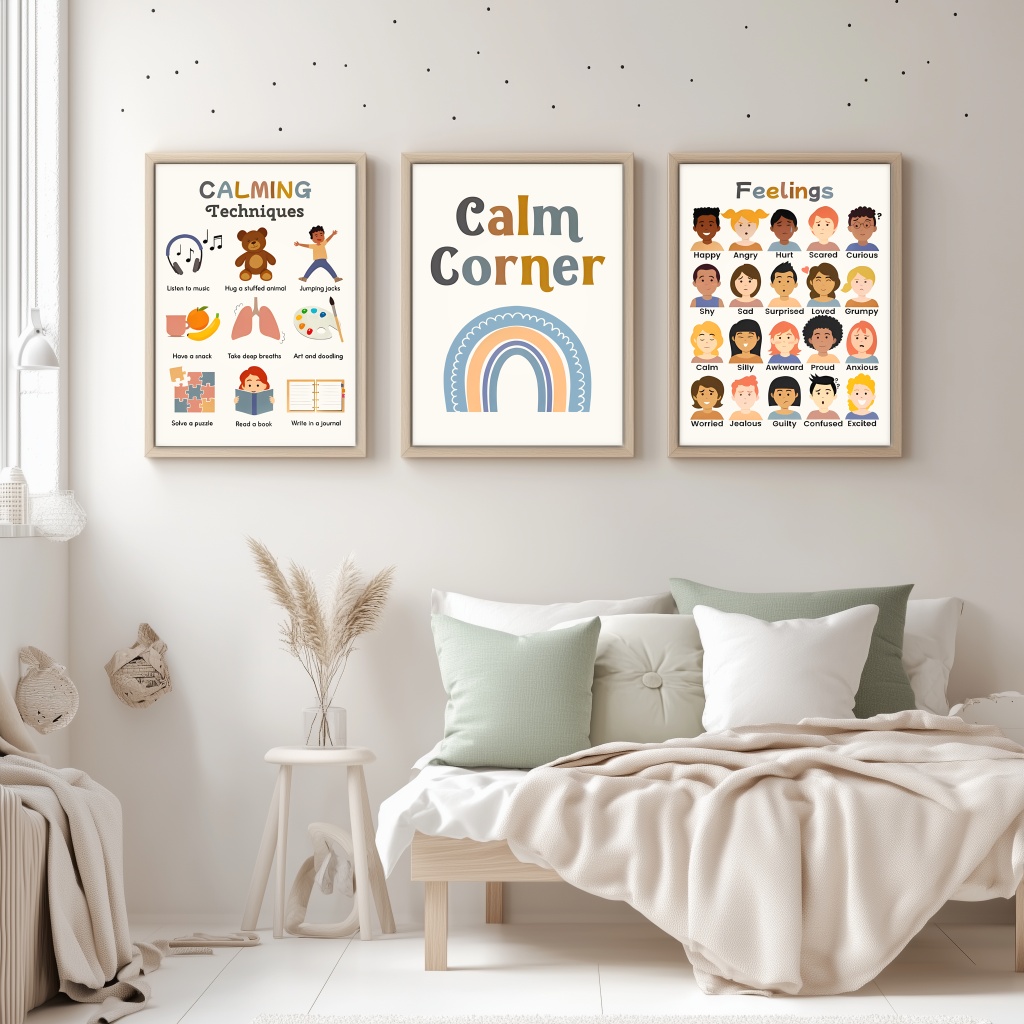 CALMING
Techniques
Listen to music
Hug a stuffed animal
Jumping jacks
Have a snack
Take deep breaths
Art and doodling
Solve a puzzle
Read a book
Write in a journal
Calm
Corner
Feelings
?
Happy Angry Hurt Scared Curious
Shy Sad Surprised Loved Grumpy
Calm Silly Awkward Proud Anxious
??
Worried Jealous Guilty Confused Excited